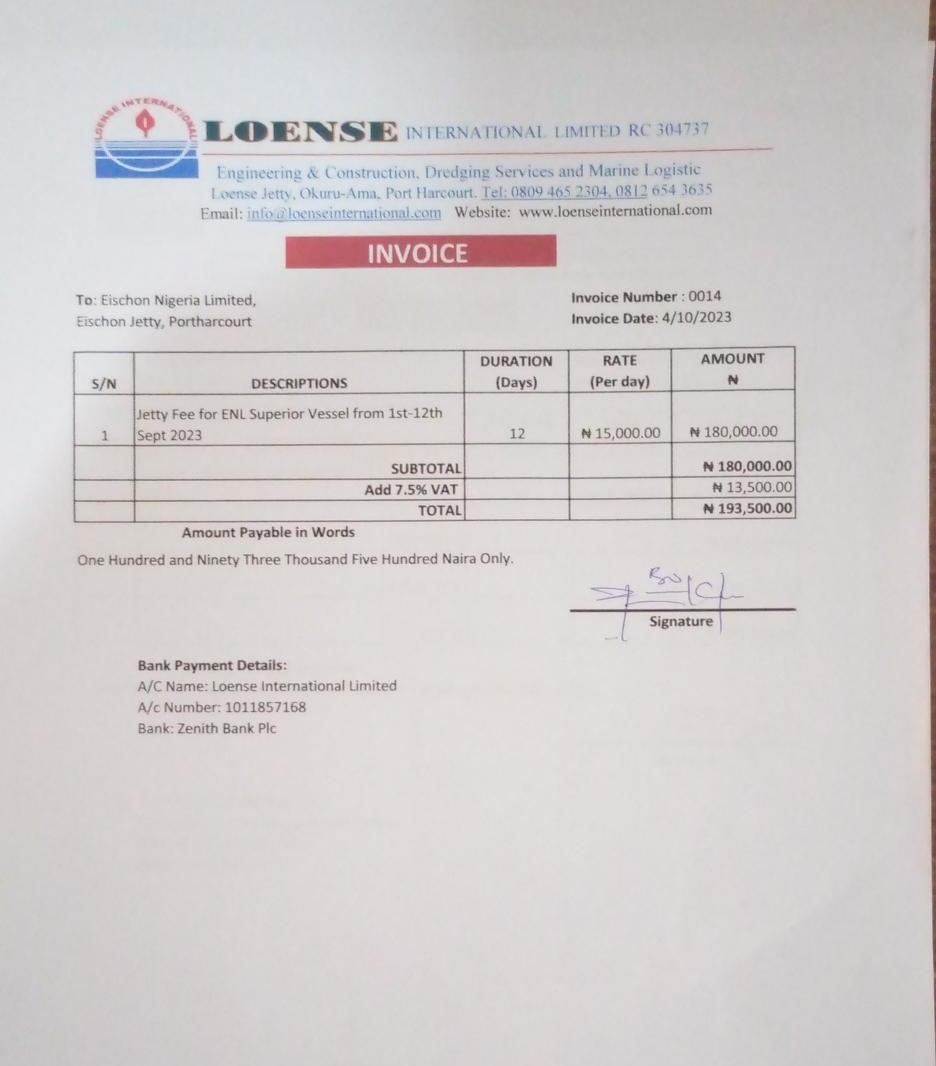 LOENSE INTERNATIONAL
LOENSE INTERNATIONAL LIMITED RC 304737
Engineering & Construction, Dredging Services and Marine Logistic
Loense Jetty, Okuru-Ama, Port Harcourt. Tel: 0809 465 2304, 0812 654 3635
Email: info@loenseinternational.com Website: www.loenseinternational.com
INVOICE
To: Eischon Nigeria Limited,
Eischon Jetty, Portharcourt
Invoice Number : 0014
Invoice Date: 4/10/2023
S/N DESCRIPTIONS DURATION (Days) RATE (Per day) AMOUNT ₦
1 Jetty Fee for ENL Superior Vessel from 1st-12th
Sept 2023 12 ₦ 15,000.00 ₦ 180,000.00
SUBTOTAL ₦ 180,000.00
Add 7.5% VAT ₦ 13,500.00
TOTAL ₦ 193,500.00
Amount Payable in Words
One Hundred and Ninety Three Thousand Five Hundred Naira Only.
Signature
Bank Payment Details:
A/C Name: Loense International Limited
A/c Number: 1011857168
Bank: Zenith Bank Plc